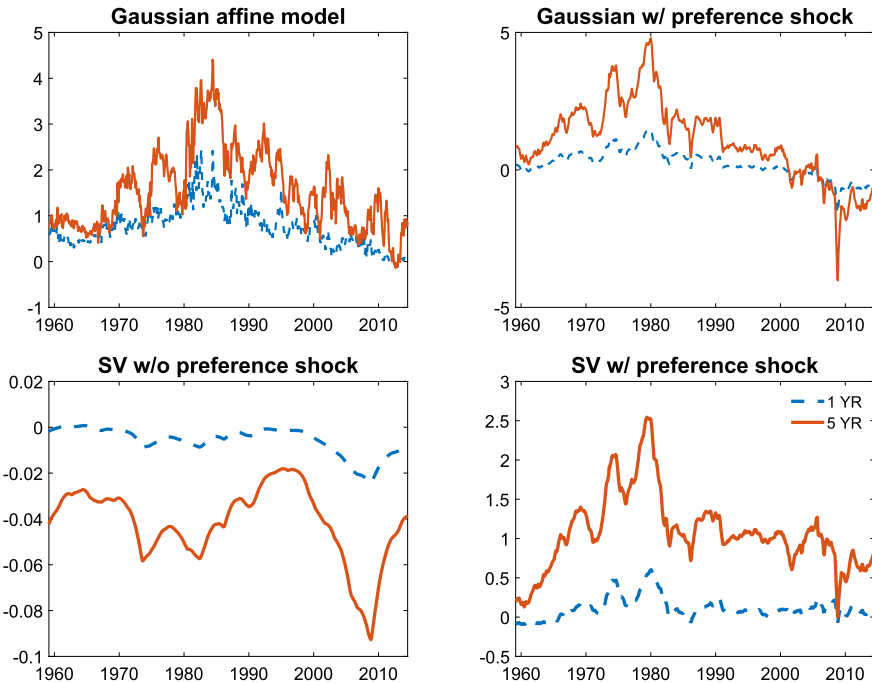 Gaussian affine model
5
4
3
2
1
0
-1
1960 1970 1980 1990 2000 2010
Gaussian w/ preference shock
5
0
-5
1960 1970 1980 1990 2000 2010
SV w/o preference shock
0.02
0
-0.02
-0.04
-0.06
-0.08
-0.1
1960 1970 1980 1990 2000 2010
SV w/ preference shock
3
2.5
2
1.5
1
0.5
0
-0.5
1960 1970 1980 1990 2000 2010
1 YR
5 YR